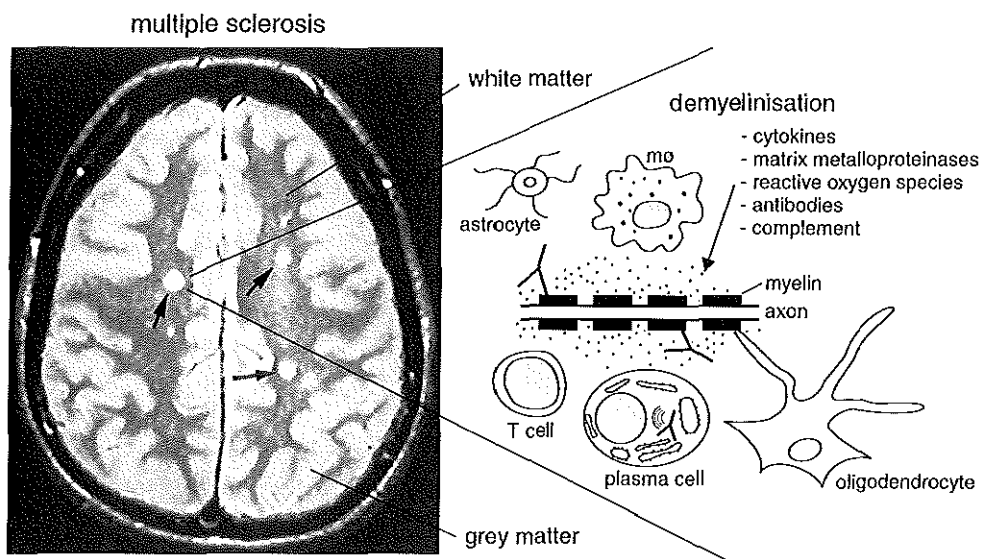 multiple sclerosis
white matter
demyelinisation
- cytokines
- matrix metalloproteinases
- reactive oxygen species
- antibodies
- complement
mø
astrocyte
myelin
axon
T cell
plasma cell
oligodendrocyte
grey matter